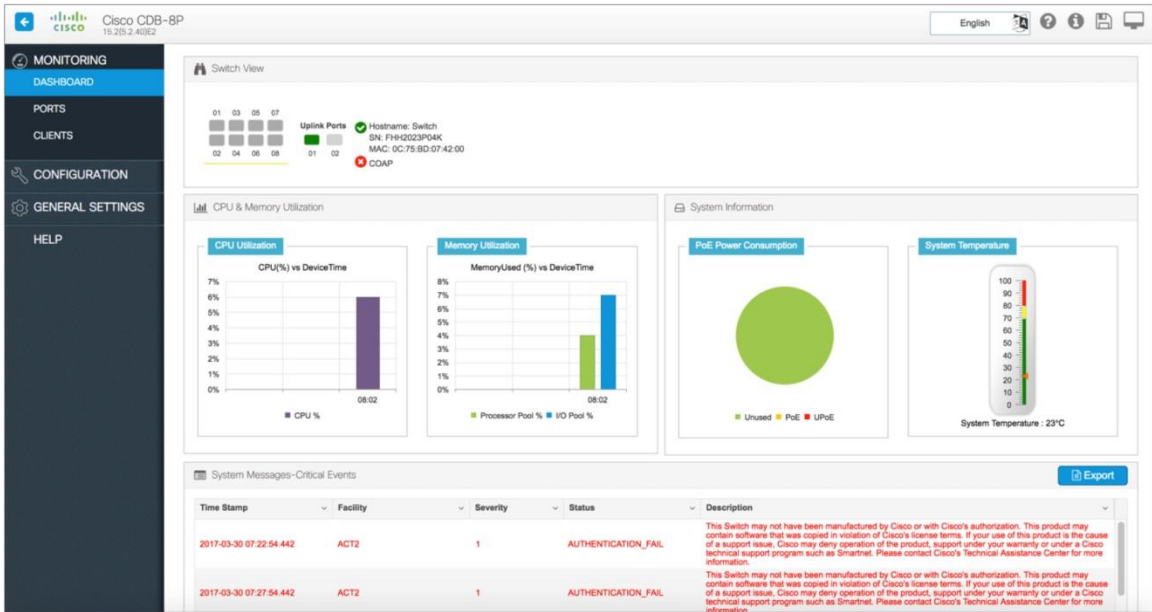 CISCO
Cisco CDB-8P
15.2(5.2.40)E2
English
MONITORING
DASHBOARD
PORTS
CLIENTS
CONFIGURATION
GENERAL SETTINGS
HELP
Switch View
01 03 05 07
02 04 06 08
Uplink Ports
01 02
Hostname: Switch
SN: FHH2023P04K
MAC: 0C:75:BD:07:42:00
COAP
CPU & Memory Utilization
CPU Utilization
CPU(%) vs DeviceTime
7%
6%
5%
4%
3%
2%
1%
0%
08:02
CPU %
Memory Utilization
MemoryUsed (%) vs DeviceTime
8%
7%
6%
5%
4%
3%
2%
1%
0%
08:02
Processor Pool % I/O Pool %
System Information
PoE Power Consumption
Unused PoE UPoE
System Temperature
100
90
80
70
60
50
40
30
20
10
0
System Temperature : 23°C
System Messages-Critical Events
Export
Time Stamp Facility Severity Status Description
2017-03-30 07:22:54.442 ACT2 1 AUTHENTICATION_FAIL
This Switch may not have been manufactured by Cisco or with Cisco's authorization. This product may
contain software that was copied in violation of Cisco's license terms. If your use of this product is the cause
of a support issue, Cisco may deny operation of the product, support under your warranty or under a Cisco
technical support program such as Smartnet. Please contact Cisco's Technical Assistance Center for more
information.
2017-03-30 07:27:54.442 ACT2 1 AUTHENTICATION_FAIL
This Switch may not have been manufactured by Cisco or with Cisco's authorization. This product may
contain software that was copied in violation of Cisco's license terms. If your use of this product is the cause
of a support issue, Cisco may deny operation of the product, support under your warranty or under a Cisco
technical support program such as Smartnet. Please contact Cisco's Technical Assistance Center for more
information.